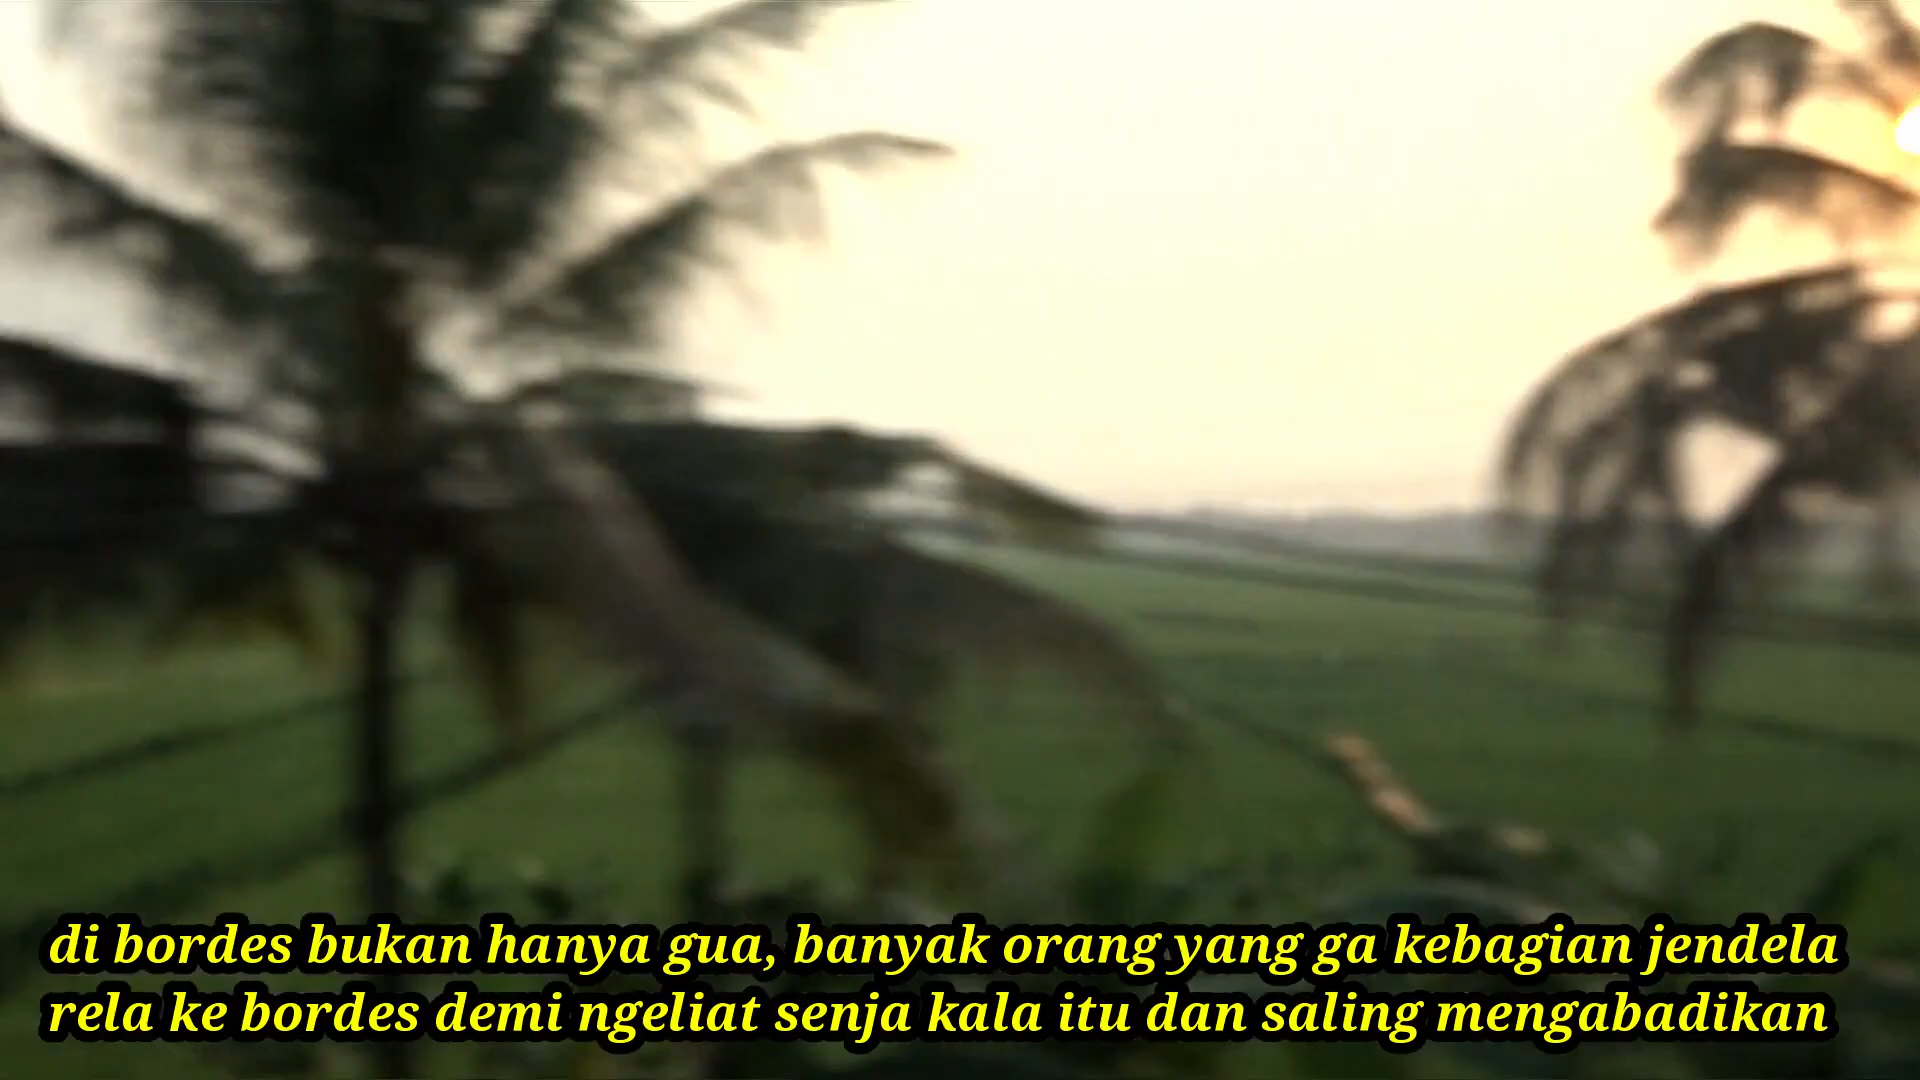 di bordes bukan hanya gua, banyak orang yang ga kebagian jendela
rela ke bordes demi ngeliat senja kala itu dan saling mengabadikan